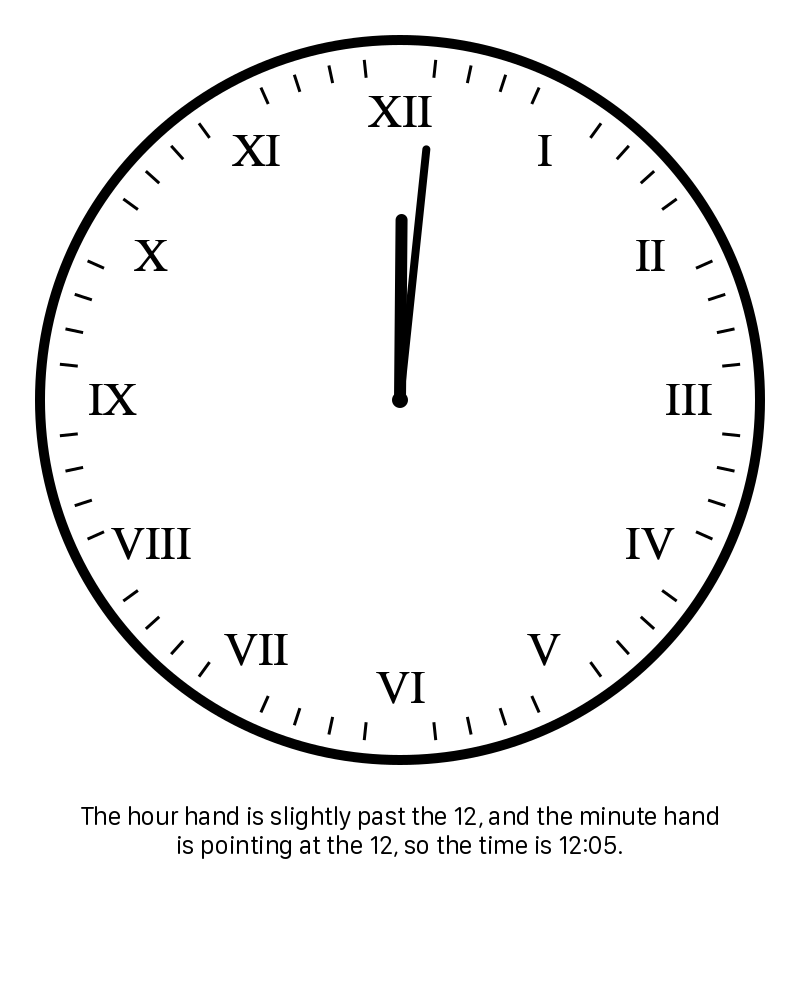 XII
XI
I
X
II
IX
III
VIII
IV
VII
V
VI
The hour hand is slightly past the 12, and the minute hand
is pointing at the 12, so the time is 12:05.